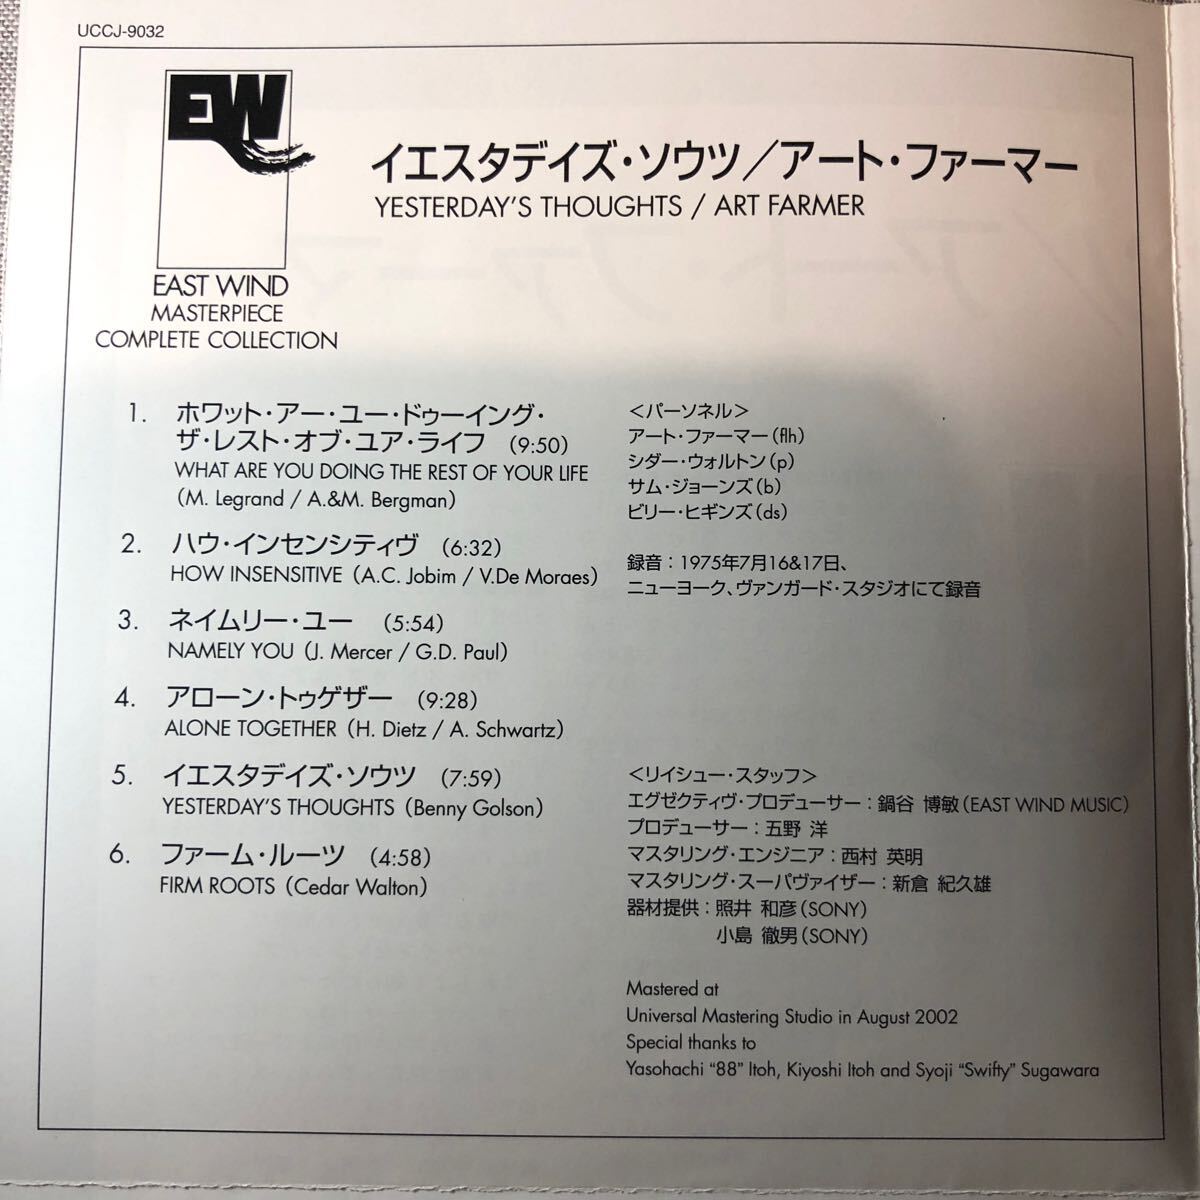 UCCJ-9032
EW
EAST WIND
MASTERPIECE
COMPLETE COLLECTION
イエスタデイズ・ソウツ／アート・ファーマー
YESTERDAY'S THOUGHTS / ART FARMER
1. ホワット・アー・ユー・ドゥーイング・
ザ・レスト・オブ・ユア・ライフ (9:50)
WHAT ARE YOU DOING THE REST OF YOUR LIFE
(M. Legrand / A.&M. Bergman)
2. ハウ・インセンシティヴ (6:32)
HOW INSENSITIVE (A.C. Jobim / V.De Moraes)
3. ネイムリー・ユー (5:54)
NAMELY YOU (J. Mercer / G.D. Paul)
4. アローン・トゥゲザー (9:28)
ALONE TOGETHER (H. Dietz / A. Schwartz)
5. イエスタデイズ・ソウツ (7:59)
YESTERDAY'S THOUGHTS (Benny Golson)
6. ファーム・ルーツ (4:58)
FIRM ROOTS (Cedar Walton)
＜パーソネル＞
アート・ファーマー(flh)
シダー・ウォルトン(p)
サム・ジョーンズ(b)
ビリー・ヒギンズ(ds)
録音：1975年7月16&17日、
ニューヨーク、ヴァンガード・スタジオにて録音
＜リイシュー・スタッフ＞
エグゼクティヴ・プロデューサー：鍋谷 博敏(EAST WIND MUSIC)
プロデューサー：五野 洋
マスタリング・エンジニア：西村 英明
マスタリング・スーパヴァイザー：新倉 紀久雄
器材提供：照井 和彦(SONY)
小島 徹男(SONY)
Mastered at
Universal Mastering Studio in August 2002
Special thanks to
Yasohachi "88" Itoh, Kiyoshi Itoh and Syoji "Swifty" Sugawara